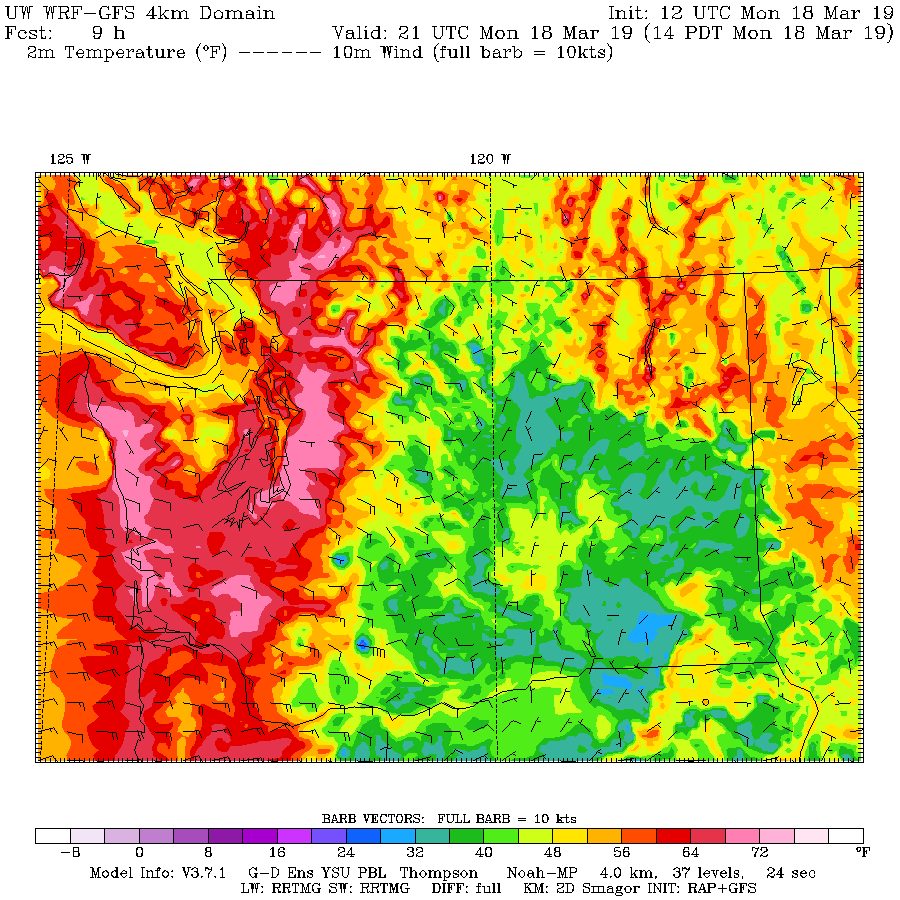 UW WRF-GFS 4km Domain Init: 12 UTC Mon 18 Mar 19
Fcst: 9 h Valid: 21 UTC Mon 18 Mar 19 (14 PDT Mon 18 Mar 19)
2m Temperature (°F) ------ 10m Wind (full barb = 10kts)
125 W 120 W
BARB VECTORS: FULL BARB = 10 kts
-8 0 8 16 24 32 40 48 56 64 72 °F
Model Info: V3.7.1 G-D Ens YSU PBL Thompson Noah-MP 4.0 km, 37 levels, 24 sec
LW: RRTMG SW: RRTMG DIFF: full KM: 2D Smagor INIT: RAP+GFS